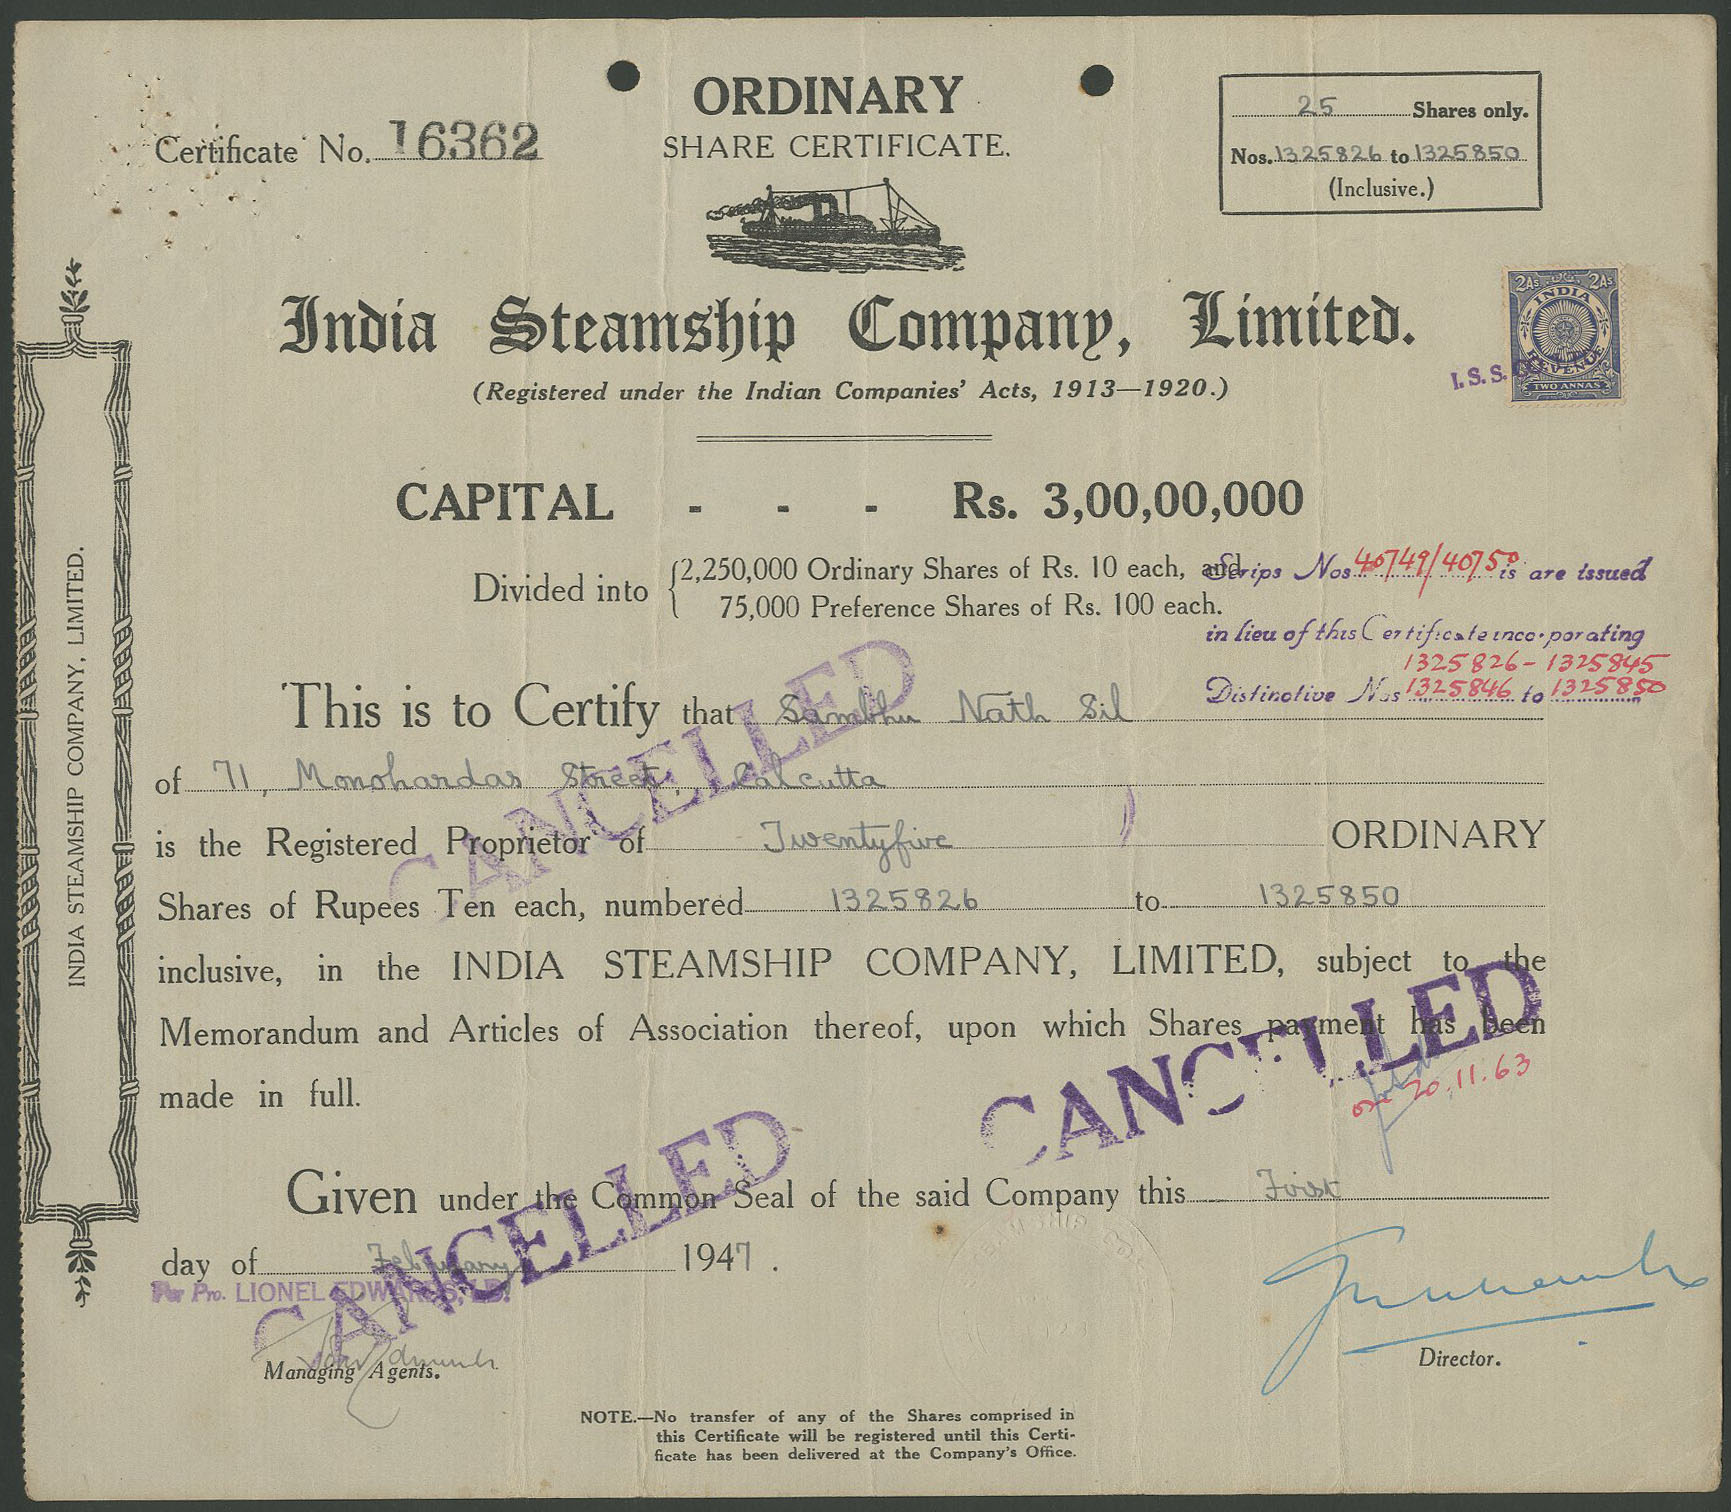 ORDINARY
SHARE CERTIFICATE.
Certificate No. 16362
25 Shares only.
Nos. 1325826 to 1325850
(Inclusive.)
2As INDIA 2As
REVENUE
TWO ANNAS
I. S. S.
India Steamship Company, Limited.
(Registered under the Indian Companies' Acts, 1913—1920.)
CAPITAL - - - Rs. 3,00,00,000
Divided into { 2,250,000 Ordinary Shares of Rs. 10 each, and
75,000 Preference Shares of Rs. 100 each.
Scrips Nos 40749/40750 is are issued
in lieu of this Certificate incorporating
1325826 - 1325845
Distinctive Nos 1325846 to 1325850
This is to Certify that Sambhu Nath Sil
of 71, Monohardas Street, Calcutta
is the Registered Proprietor of Twentyfive ORDINARY
Shares of Rupees Ten each, numbered 1325826 to 1325850
inclusive, in the INDIA STEAMSHIP COMPANY, LIMITED, subject to the
Memorandum and Articles of Association thereof, upon which Shares payment has been
made in full.
CANCELLED
CANCELLED
CANCELLED
on 20.11.63
Given under the Common Seal of the said Company this First
day of February 1947.
Per Pro. LIONEL EDWARDS, LD.
Managing Agents.
Director.
NOTE.—No transfer of any of the Shares comprised in
this Certificate will be registered until this Certi-
ficate has been delivered at the Company's Office.
INDIA STEAMSHIP COMPANY, LIMITED.